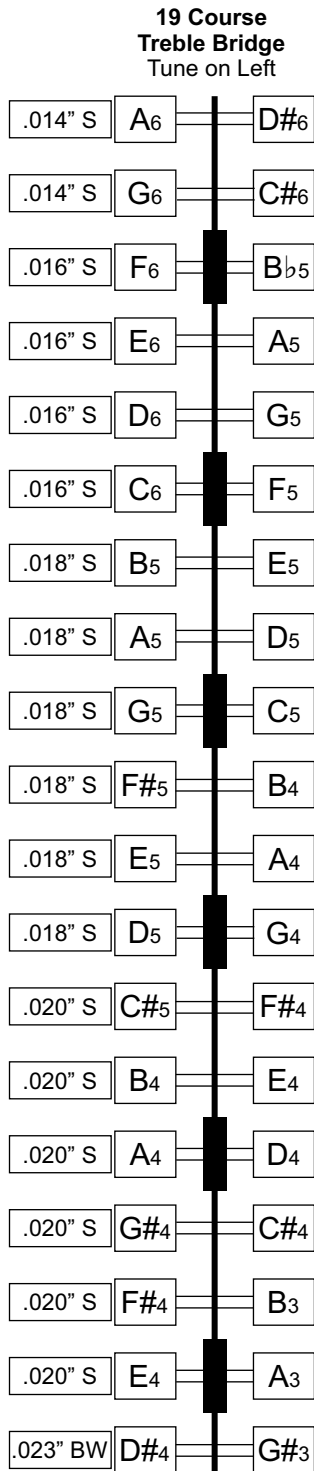 19 Course
Treble Bridge
Tune on Left
.014” S A6 D#6
.014” S G6 C#6
.016” S F6 B♭5
.016” S E6 A5
.016” S D6 G5
.016” S C6 F5
.018” S B5 E5
.018” S A5 D5
.018” S G5 C5
.018” S F#5 B4
.018” S E5 A4
.018” S D5 G4
.020” S C#5 F#4
.020” S B4 E4
.020” S A4 D4
.020” S G#4 C#4
.020” S F#4 B3
.020” S E4 A3
.023” BW D#4 G#3